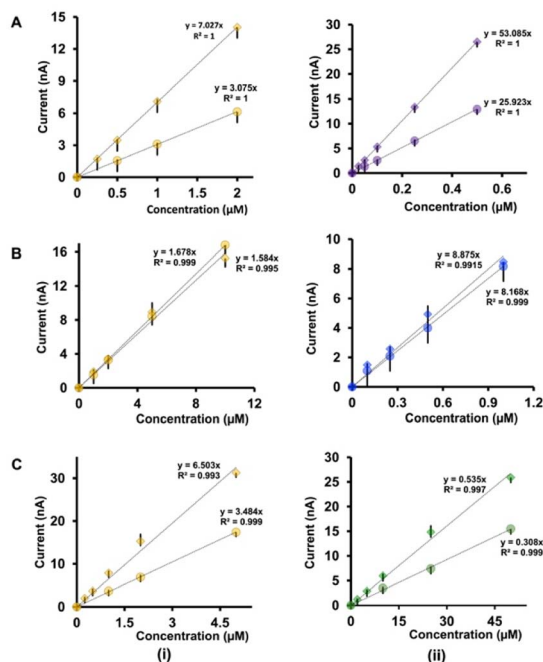 A
Current (nA)
15
12
9
6
3
0
y = 7.027x
R² = 1
y = 3.075x
R² = 1
0 0.5 1 1.5 2
Concentration (µM)
Current (nA)
30
25
20
15
10
5
0
y = 53.085x
R² = 1
y = 25.923x
R² = 1
0 0.2 0.4 0.6
Concentration (µM)
B
Current (nA)
16
12
8
4
0
y = 1.678x
R² = 0.999
y = 1.584x
R² = 0.995
0 4 8 12
Concentration (µM)
Current (nA)
10
8
6
4
2
0
y = 8.875x
R² = 0.9915
y = 8.168x
R² = 0.999
0 0.3 0.6 0.9 1.2
Concentration (µM)
C
Current (nA)
30
20
10
0
y = 6.503x
R² = 0.993
y = 3.484x
R² = 0.999
0 1.5 3 4.5
Concentration (µM)
(i)
Current (nA)
30
25
20
15
10
5
0
y = 0.535x
R² = 0.997
y = 0.308x
R² = 0.999
0 15 30 45
Concentration (µM)
(ii)